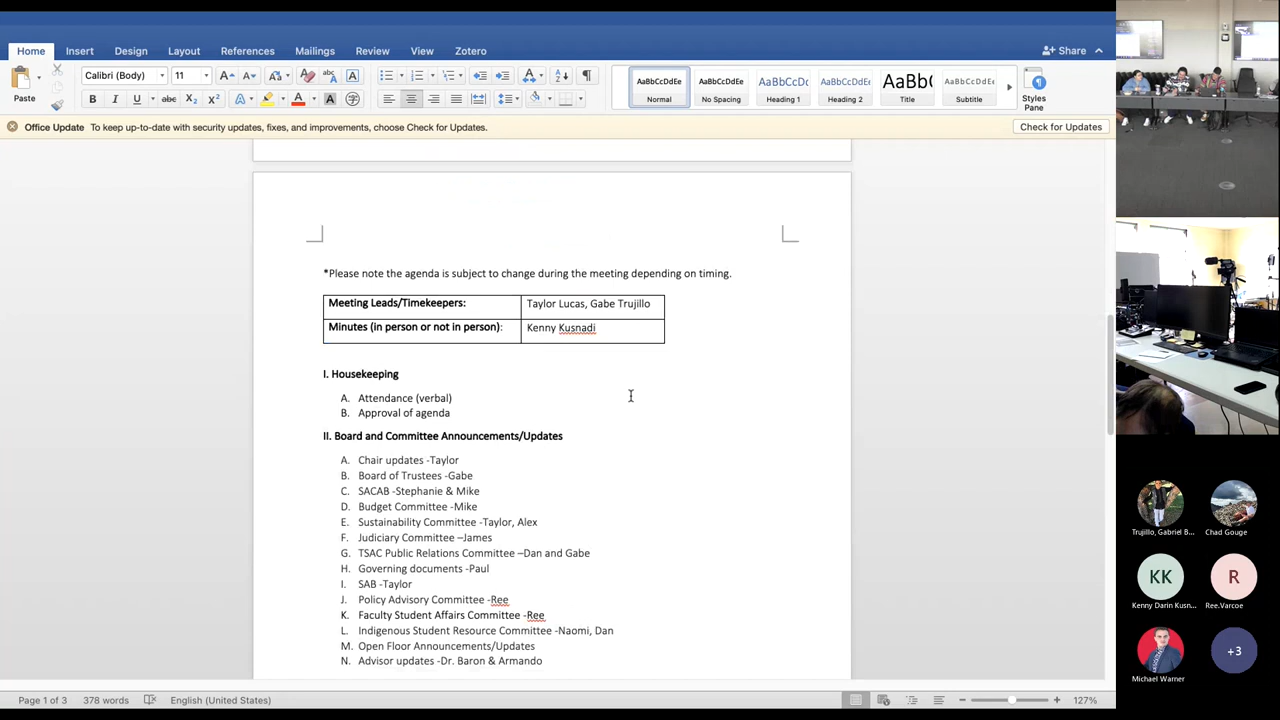 Home Insert Design Layout References Mailings Review View Zotero Share
Calibri (Body) 11
Paste
AaBbCcDdEe AaBbCcDdEe AaBbCcDc AaBbCcDdEe AaBb( AaBbCcDdEe
Normal No Spacing Heading 1 Heading 2 Title Subtitle
Styles
Pane
Office Update To keep up-to-date with security updates, fixes, and improvements, choose Check for Updates. Check for Updates
*Please note the agenda is subject to change during the meeting depending on timing.
Meeting Leads/Timekeepers: Taylor Lucas, Gabe Trujillo
Minutes (in person or not in person): Kenny Kusnadi
I. Housekeeping
A. Attendance (verbal)
B. Approval of agenda
II. Board and Committee Announcements/Updates
A. Chair updates -Taylor
B. Board of Trustees -Gabe
C. SACAB -Stephanie & Mike
D. Budget Committee -Mike
E. Sustainability Committee -Taylor, Alex
F. Judiciary Committee –James
G. TSAC Public Relations Committee –Dan and Gabe
H. Governing documents -Paul
I. SAB -Taylor
J. Policy Advisory Committee -Ree
K. Faculty Student Affairs Committee -Ree
L. Indigenous Student Resource Committee -Naomi, Dan
M. Open Floor Announcements/Updates
N. Advisor updates -Dr. Baron & Armando
Page 1 of 3 378 words English (United States) 127%
Trujillo, Gabriel B... Chad Gouge
KK R
Kenny Darin Kusn... Ree.Varcoe
+3
Michael Warner